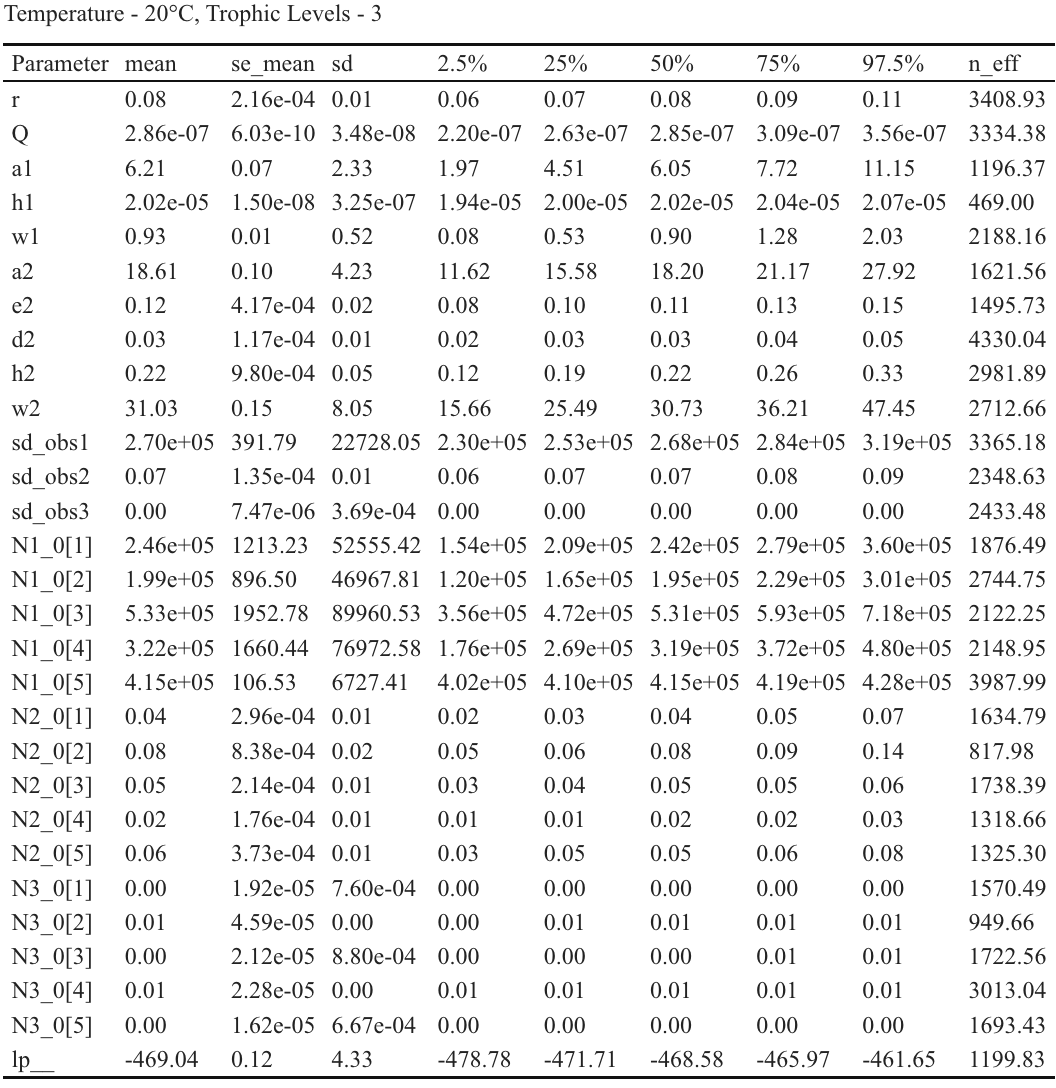 Temperature - 20°C, Trophic Levels - 3
Parameter mean se_mean sd 2.5% 25% 50% 75% 97.5% n_eff
r 0.08 2.16e-04 0.01 0.06 0.07 0.08 0.09 0.11 3408.93
Q 2.86e-07 6.03e-10 3.48e-08 2.20e-07 2.63e-07 2.85e-07 3.09e-07 3.56e-07 3334.38
a1 6.21 0.07 2.33 1.97 4.51 6.05 7.72 11.15 1196.37
h1 2.02e-05 1.50e-08 3.25e-07 1.94e-05 2.00e-05 2.02e-05 2.04e-05 2.07e-05 469.00
w1 0.93 0.01 0.52 0.08 0.53 0.90 1.28 2.03 2188.16
a2 18.61 0.10 4.23 11.62 15.58 18.20 21.17 27.92 1621.56
e2 0.12 4.17e-04 0.02 0.08 0.10 0.11 0.13 0.15 1495.73
d2 0.03 1.17e-04 0.01 0.02 0.03 0.03 0.04 0.05 4330.04
h2 0.22 9.80e-04 0.05 0.12 0.19 0.22 0.26 0.33 2981.89
w2 31.03 0.15 8.05 15.66 25.49 30.73 36.21 47.45 2712.66
sd_obs1 2.70e+05 391.79 22728.05 2.30e+05 2.53e+05 2.68e+05 2.84e+05 3.19e+05 3365.18
sd_obs2 0.07 1.35e-04 0.01 0.06 0.07 0.07 0.08 0.09 2348.63
sd_obs3 0.00 7.47e-06 3.69e-04 0.00 0.00 0.00 0.00 0.00 2433.48
N1_0[1] 2.46e+05 1213.23 52555.42 1.54e+05 2.09e+05 2.42e+05 2.79e+05 3.60e+05 1876.49
N1_0[2] 1.99e+05 896.50 46967.81 1.20e+05 1.65e+05 1.95e+05 2.29e+05 3.01e+05 2744.75
N1_0[3] 5.33e+05 1952.78 89960.53 3.56e+05 4.72e+05 5.31e+05 5.93e+05 7.18e+05 2122.25
N1_0[4] 3.22e+05 1660.44 76972.58 1.76e+05 2.69e+05 3.19e+05 3.72e+05 4.80e+05 2148.95
N1_0[5] 4.15e+05 106.53 6727.41 4.02e+05 4.10e+05 4.15e+05 4.19e+05 4.28e+05 3987.99
N2_0[1] 0.04 2.96e-04 0.01 0.02 0.03 0.04 0.05 0.07 1634.79
N2_0[2] 0.08 8.38e-04 0.02 0.05 0.06 0.08 0.09 0.14 817.98
N2_0[3] 0.05 2.14e-04 0.01 0.03 0.04 0.05 0.05 0.06 1738.39
N2_0[4] 0.02 1.76e-04 0.01 0.01 0.01 0.02 0.02 0.03 1318.66
N2_0[5] 0.06 3.73e-04 0.01 0.03 0.05 0.05 0.06 0.08 1325.30
N3_0[1] 0.00 1.92e-05 7.60e-04 0.00 0.00 0.00 0.00 0.00 1570.49
N3_0[2] 0.01 4.59e-05 0.00 0.00 0.01 0.01 0.01 0.01 949.66
N3_0[3] 0.00 2.12e-05 8.80e-04 0.00 0.00 0.00 0.01 0.01 1722.56
N3_0[4] 0.01 2.28e-05 0.00 0.01 0.01 0.01 0.01 0.01 3013.04
N3_0[5] 0.00 1.62e-05 6.67e-04 0.00 0.00 0.00 0.00 0.00 1693.43
lp__ -469.04 0.12 4.33 -478.78 -471.71 -468.58 -465.97 -461.65 1199.83